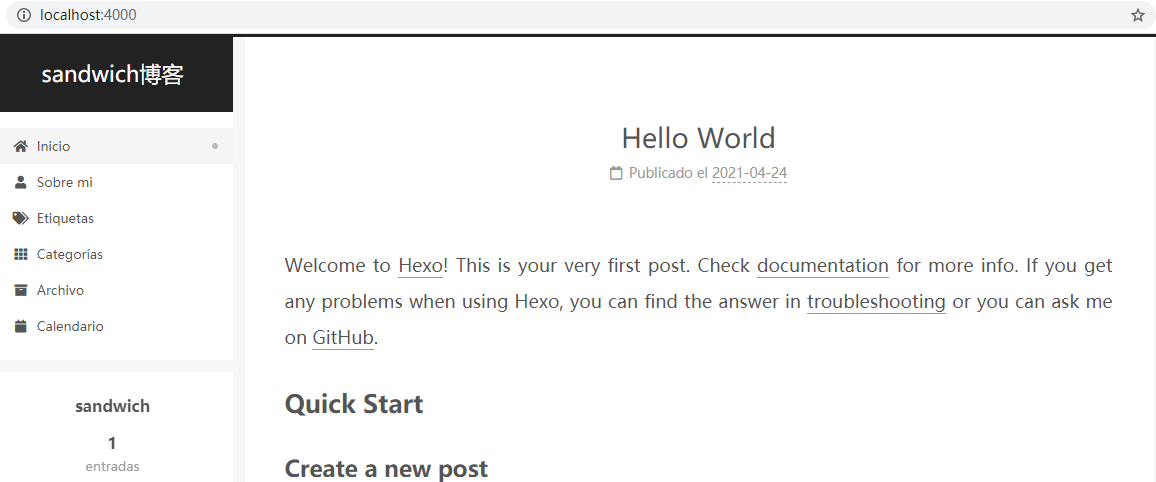 localhost:4000
sandwich博客
Inicio
Sobre mi
Etiquetas
Categorías
Archivo
Calendario
sandwich
1
entradas
Hello World
Publicado el 2021-04-24
Welcome to Hexo! This is your very first post. Check documentation for more info. If you get
any problems when using Hexo, you can find the answer in troubleshooting or you can ask me
on GitHub.
Quick Start
Create a new post